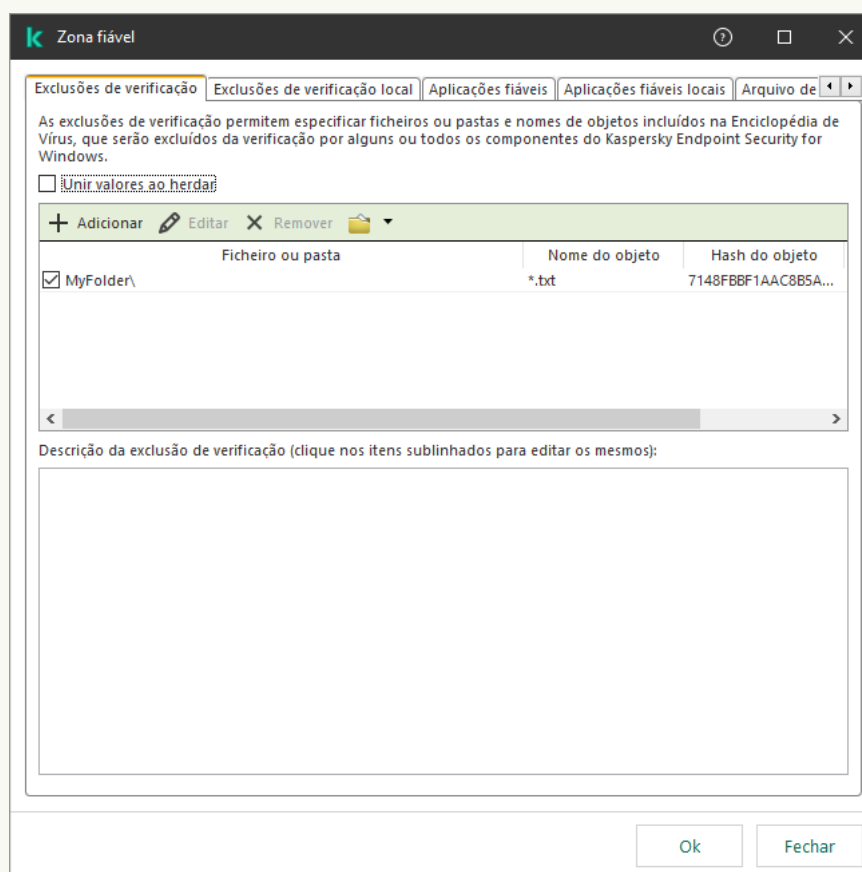 Zona fiável
Exclusões de verificação Exclusões de verificação local Aplicações fiáveis Aplicações fiáveis locais Arquivo de
As exclusões de verificação permitem especificar ficheiros ou pastas e nomes de objetos incluídos na Enciclopédia de
Vírus, que serão excluídos da verificação por alguns ou todos os componentes do Kaspersky Endpoint Security for
Windows.
Unir valores ao herdar
Adicionar Editar Remover
Ficheiro ou pasta Nome do objeto Hash do objeto
MyFolder\ *.txt 7148FBBF1AAC8B5A...
Descrição da exclusão de verificação (clique nos itens sublinhados para editar os mesmos):
Ok Fechar